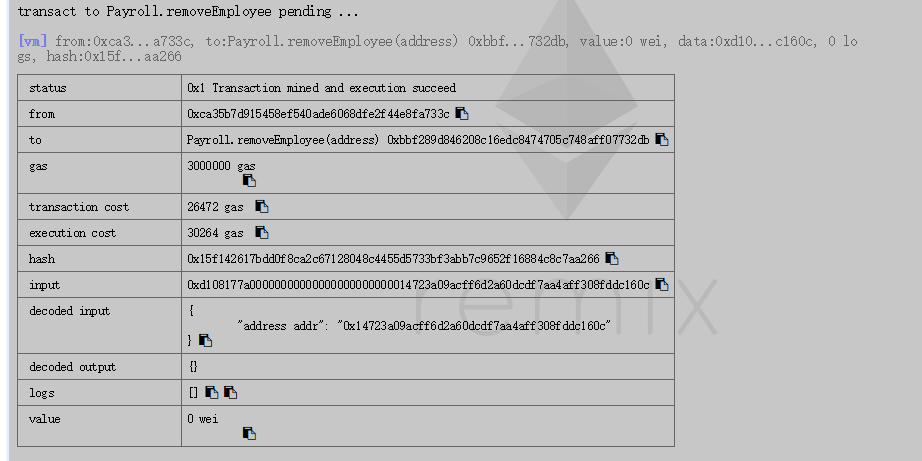 transact to Payroll.removeEmployee pending ...
[vm] from:0xca3...a733c, to:Payroll.removeEmployee(address) 0xbbf...732db, value:0 wei, data:0xd10...c160c, 0 lo
gs, hash:0x15f...aa266
status 0x1 Transaction mined and execution succeed
from 0xca35b7d915458ef540ade6068dfe2f44e8fa733c
to Payroll.removeEmployee(address) 0xbbf289d846208c16edc8474705c748aff07732db
gas 3000000 gas
transaction cost 26472 gas
execution cost 30264 gas
hash 0x15f142617bdd0f8ca2c67128048c4455d5733bf3abb7c9652f16884c8c7aa266
input 0xd108177a00000000000000000000000014723a09acff6d2a60dcdf7aa4aff308fddc160c
decoded input {
"address addr": "0x14723a09acff6d2a60dcdf7aa4aff308fddc160c"
}
decoded output {}
logs []
value 0 wei
remix